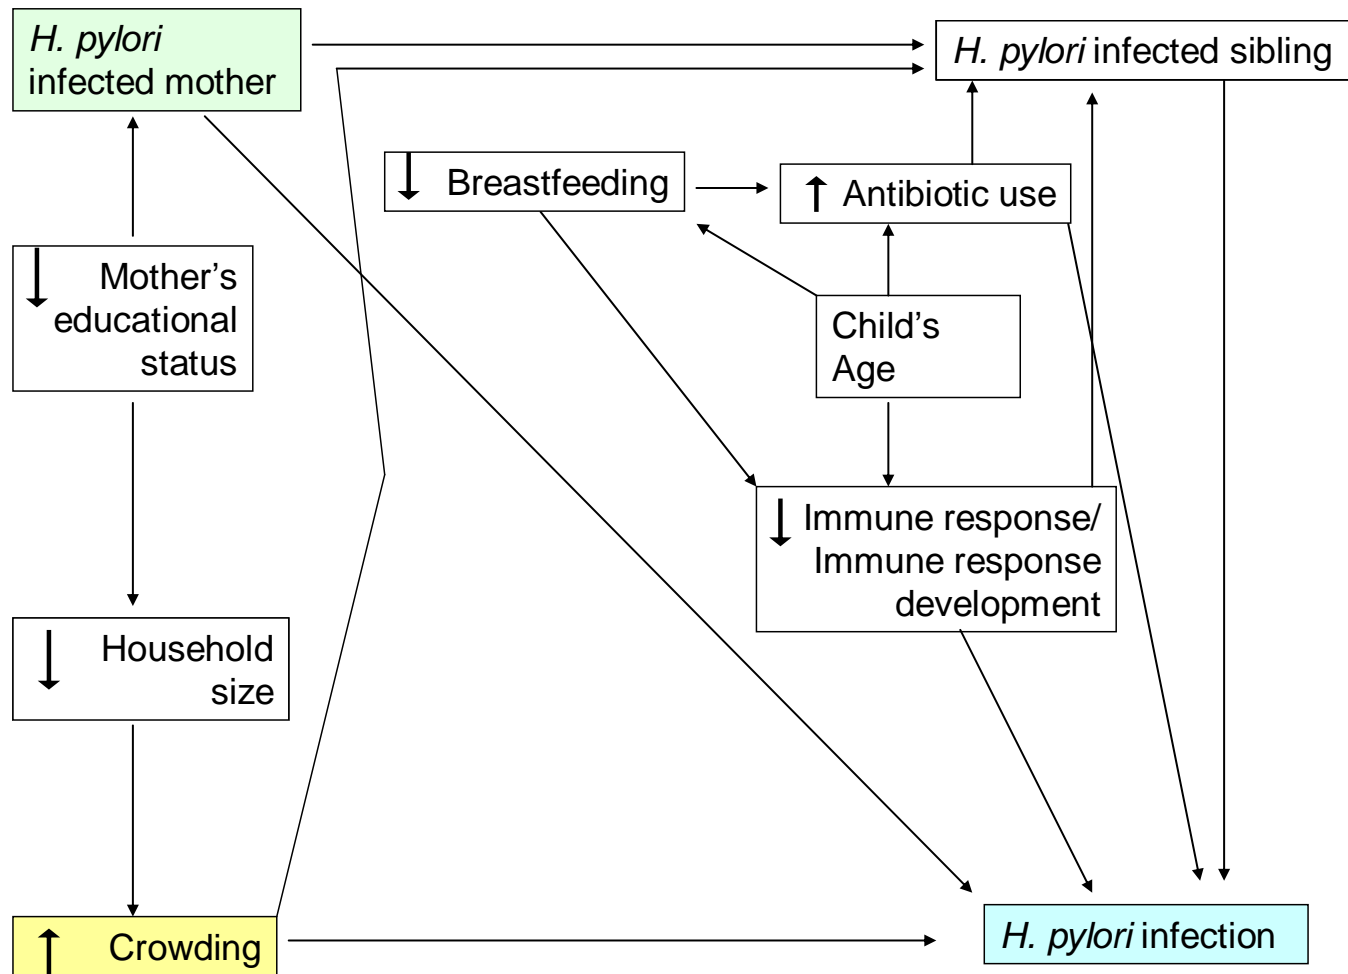 H. pylori
infected mother
H. pylori infected sibling
↓ Breastfeeding
↑ Antibiotic use
↓ Mother's
educational
status
Child's
Age
↓ Immune response/
Immune response
development
↓ Household
size
↑ Crowding
H. pylori infection